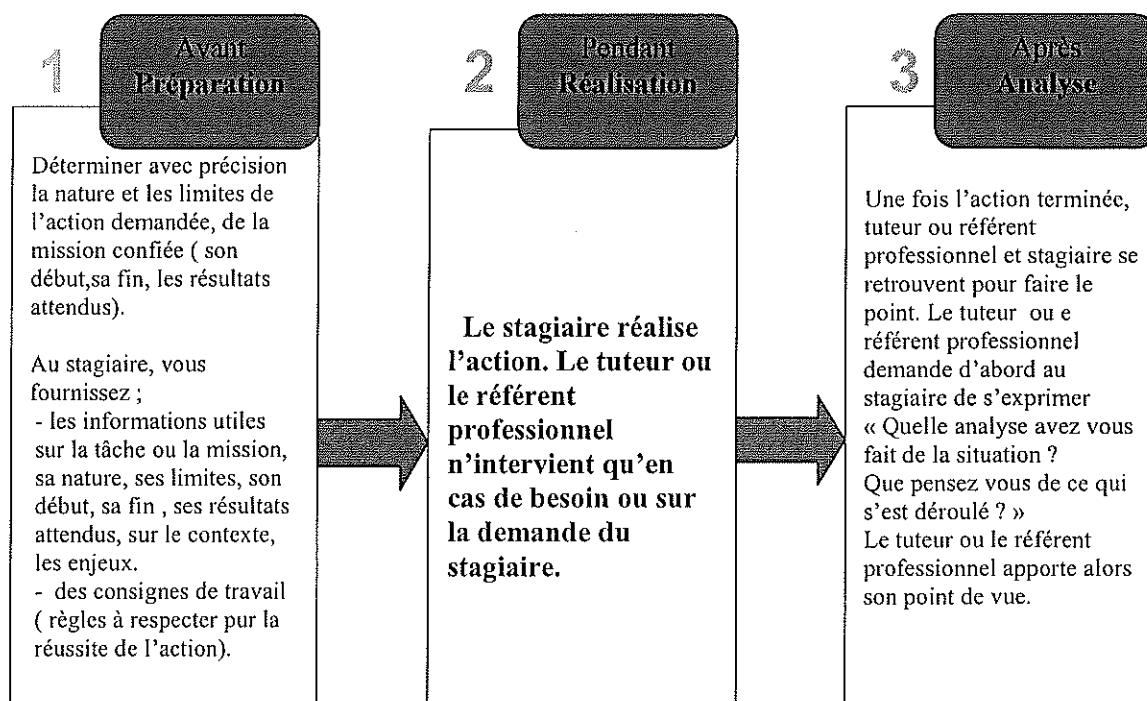 1
Avant
Préparation
Déterminer avec précision
la nature et les limites de
l'action demandée, de la
mission confiée ( son
début,sa fin, les résultats
attendus).
Au stagiaire, vous
fournissez ;
- les informations utiles
sur la tâche ou la mission,
sa nature, ses limites, son
début, sa fin , ses résultats
attendus, sur le contexte,
les enjeux.
- des consignes de travail
( règles à respecter pur la
réussite de l'action).
2
Pendant
Réalisation
Le stagiaire réalise
l'action. Le tuteur ou
le référent
professionnel
n'intervient qu'en
cas de besoin ou sur
la demande du
stagiaire.
3
Après
Analyse
Une fois l'action terminée,
tuteur ou référent
professionnel et stagiaire se
retrouvent pour faire le
point. Le tuteur ou e
référent professionnel
demande d'abord au
stagiaire de s'exprimer
« Quelle analyse avez vous
fait de la situation ?
Que pensez vous de ce qui
s'est déroulé ? »
Le tuteur ou le référent
professionnel apporte alors
son point de vue.